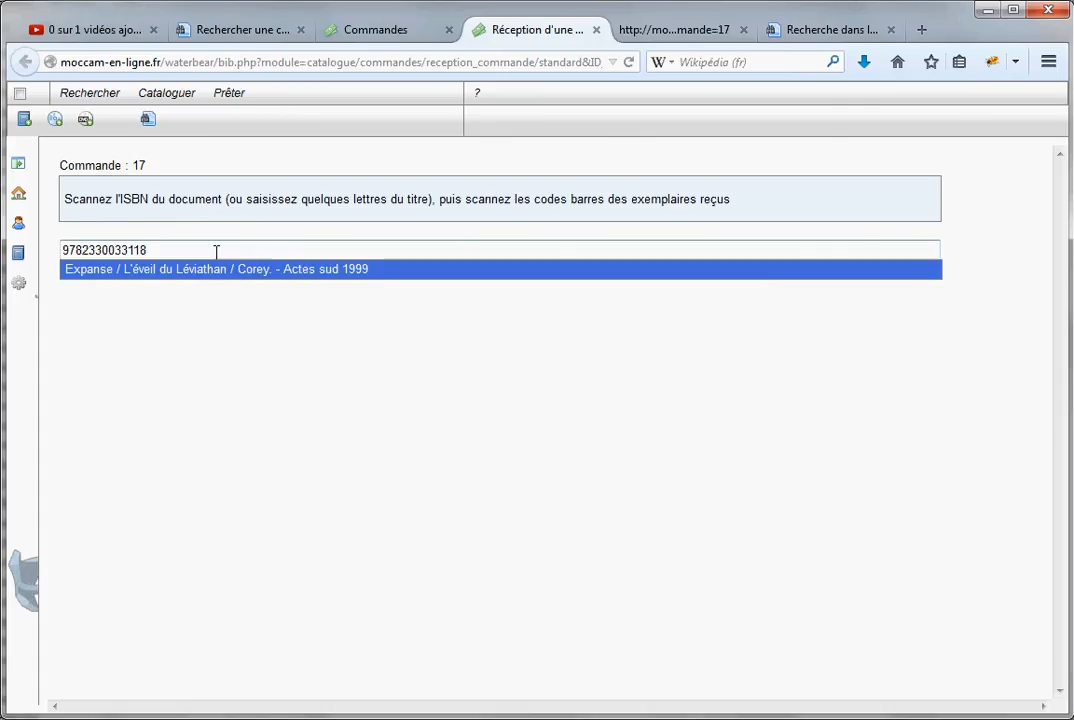 0 sur 1 vidéos ajo...
Rechercher une c...
Commandes
Réception d'une ...
http://mo...mande=17
Recherche dans l...
moccam-en-ligne.fr/waterbear/bib.php?module=catalogue/commandes/reception_commande/standard&ID_
W Wikipédia (fr)
Rechercher Cataloguer Prêter ?
Commande : 17
Scannez l'ISBN du document (ou saisissez quelques lettres du titre), puis scannez les codes barres des exemplaires reçus
9782330033118
Expanse / L'éveil du Léviathan / Corey. - Actes sud 1999